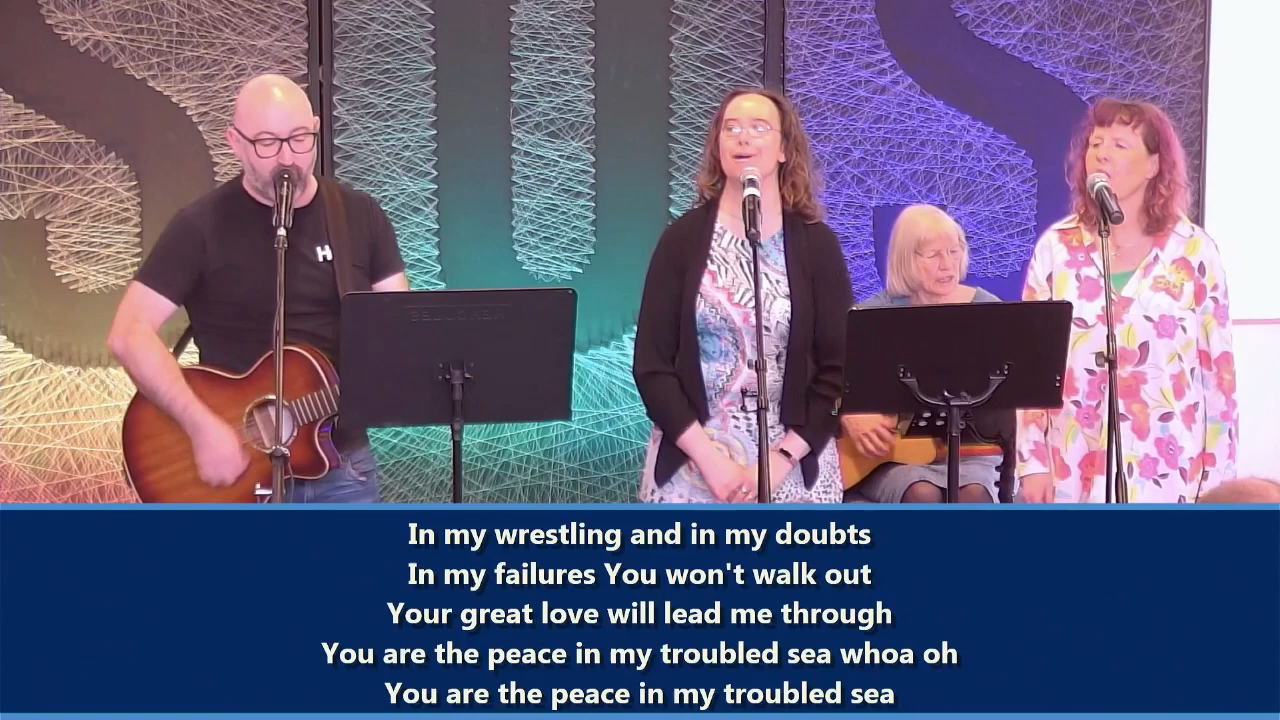 H
BELUCHER
In my wrestling and in my doubts
In my failures You won't walk out
Your great love will lead me through
You are the peace in my troubled sea whoa oh
You are the peace in my troubled sea